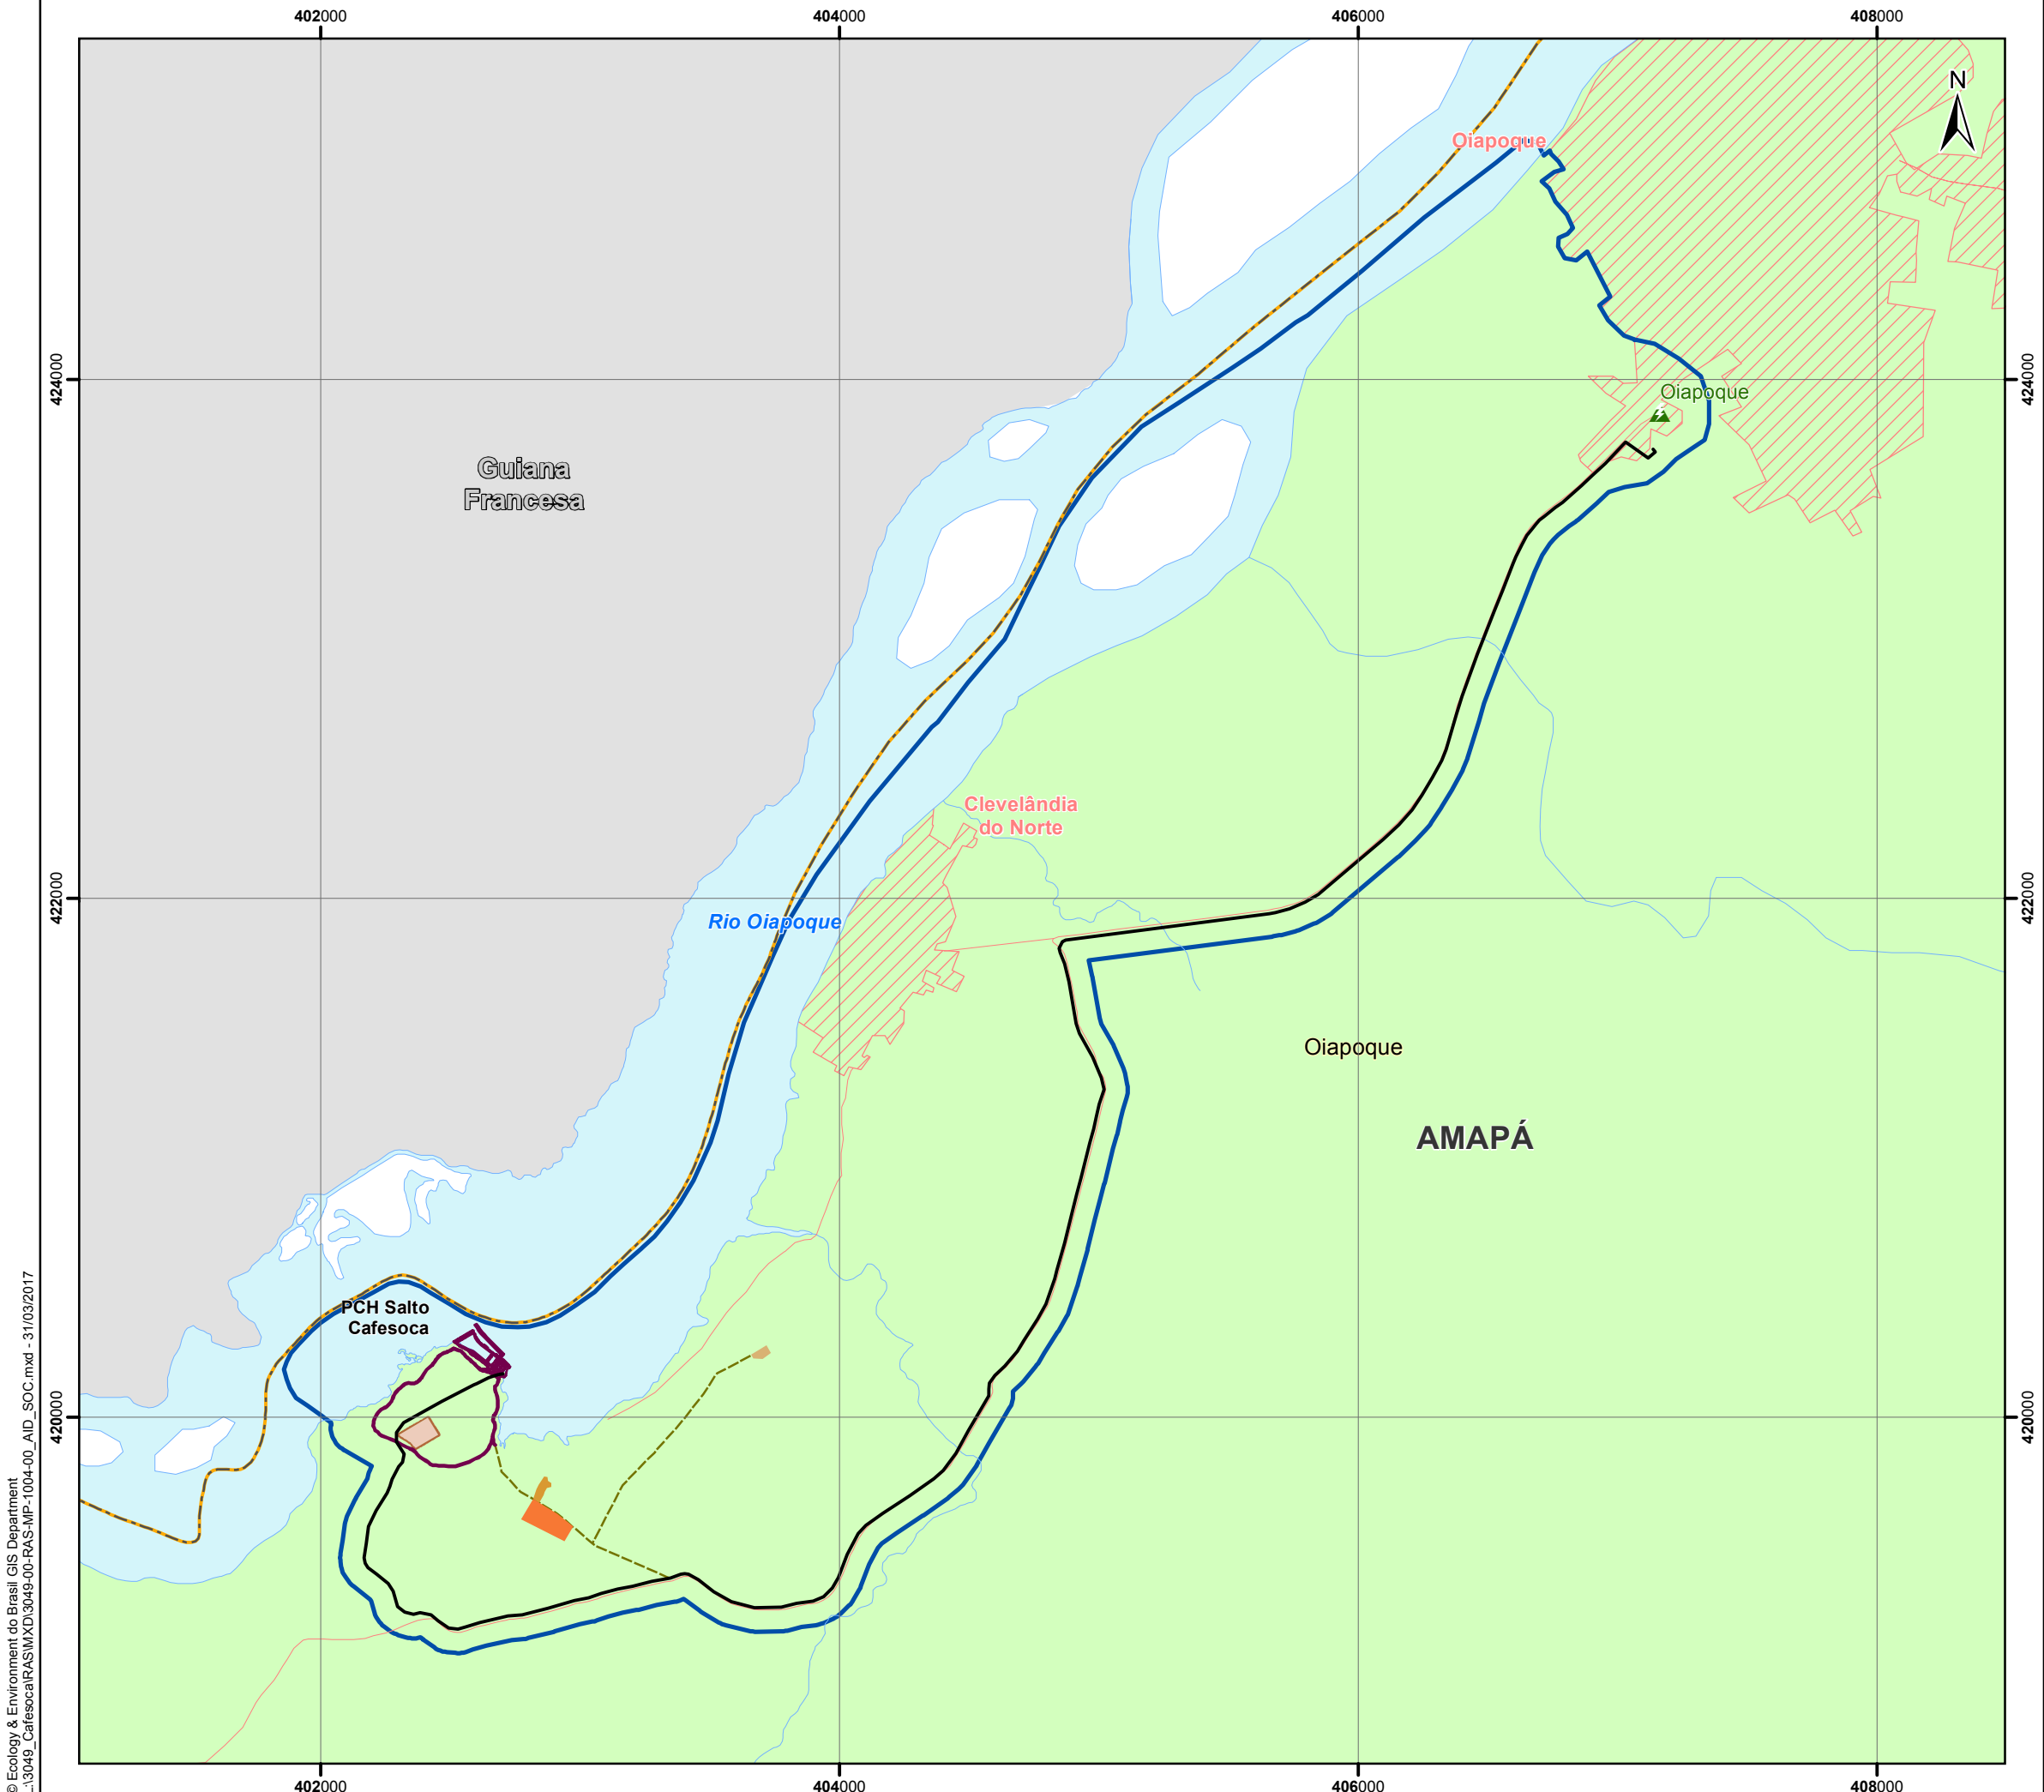 402000
404000
406000
408000
N
Oiapoque
424000
424000
Oiapoque
Guiana
Francesa
Clevelândia
do Norte
422000
422000
Rio Oiapoque
Oiapoque
AMAPÁ
PCH Salto
Cafesoca
420000
420000
© Ecology & Environment do Brasil GIS Department
L:\3049_Cafesoca\RAS\MXD\3049-00-RAS-MP-1004-00_AID_SOC.mxd - 31/03/2017
402000
404000
406000
408000